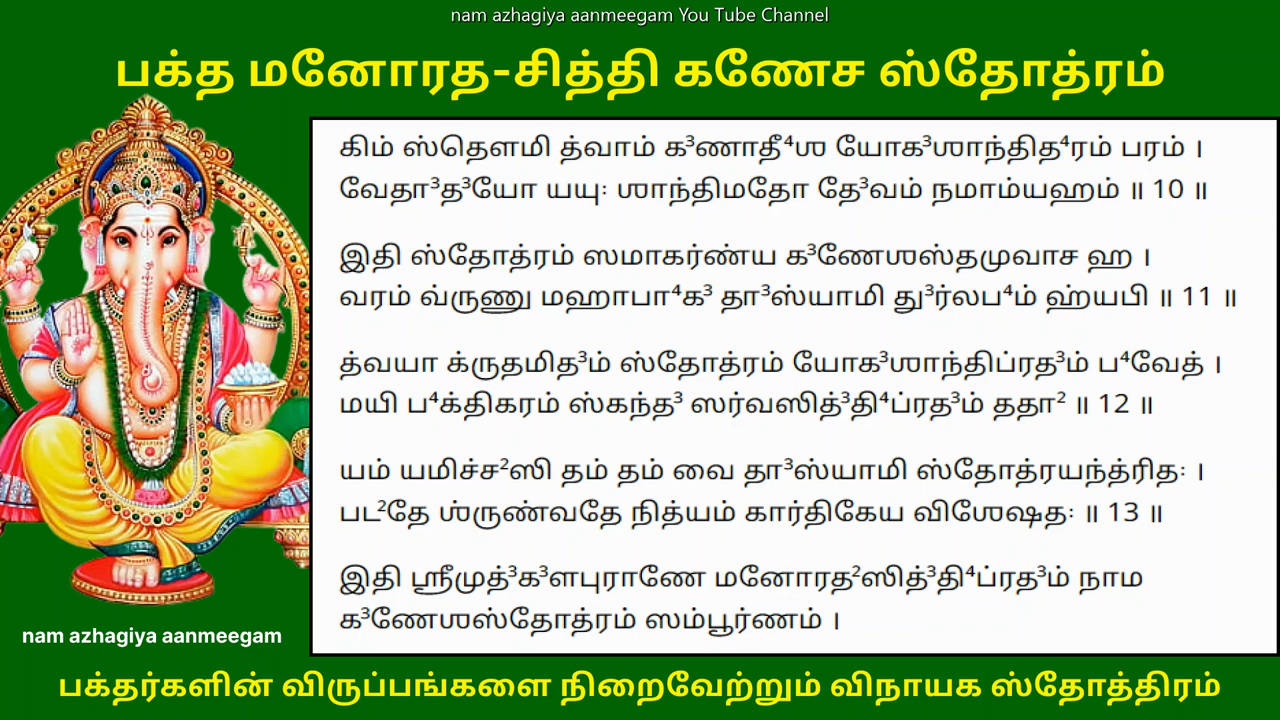 nam azhagiya aanmeegam You Tube Channel
பக்த மனோரத-சித்தி கணேச ஸ்தோத்ரம்
கிம் ஸ்தௌமி த்வாம் க³ணாதீ⁴ஶ யோக³ஶாந்தித⁴ரம் பரம் ।
வேதா³த³யோ யயு꞉ ஶாந்திமதோ தே³வம் நமாம்யஹம் ॥ 10 ॥
இதி ஸ்தோத்ரம் ஸமாகர்ண்ய க³ணேஶஸ்தமுவாச ஹ ।
வரம் வ்ருணு மஹாபா⁴க³ தா³ஸ்யாமி து³ர்லப⁴ம் ஹ்யபி ॥ 11 ॥
த்வயா க்ருதமித³ம் ஸ்தோத்ரம் யோக³ஶாந்திப்ரத³ம் ப⁴வேத் ।
மயி ப⁴க்திகரம் ஸ்கந்த³ ஸர்வஸித்³தி⁴ப்ரத³ம் ததா² ॥ 12 ॥
யம் யமிச்ச²ஸி தம் தம் வை தா³ஸ்யாமி ஸ்தோத்ரயந்த்ரித꞉ ।
பட²தே ஶ்ருண்வதே நித்யம் கார்திகேய விஶேஷத꞉ ॥ 13 ॥
இதி ஶ்ரீமுத்³க³ளபுராணே மனோரத²ஸித்³தி⁴ப்ரத³ம் நாம
க³ணேஶஸ்தோத்ரம் ஸம்பூர்ணம் ।
nam azhagiya aanmeegam
பக்தர்களின் விருப்பங்களை நிறைவேற்றும் விநாயக ஸ்தோத்திரம்